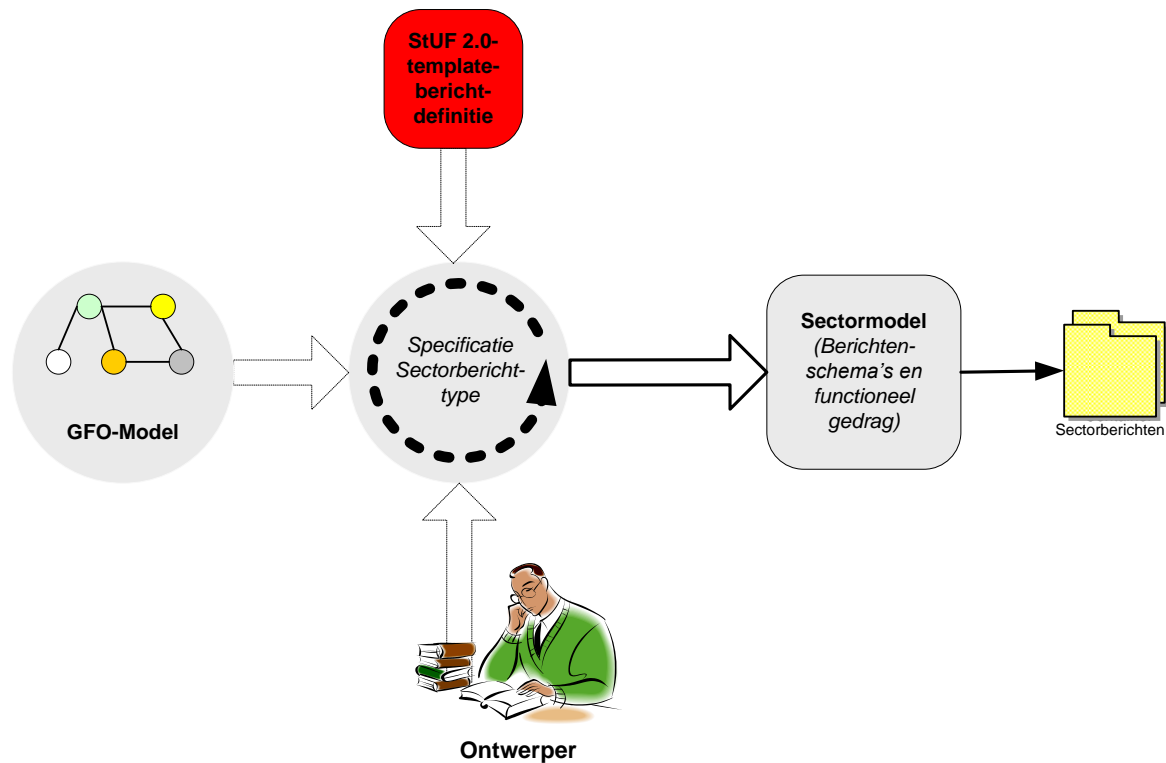 StUF 2.0-
template-
bericht-
definitie
GFO-Model
Specificatie
Sectorbericht-
type
Sectormodel
(Berichten-
schema's en
functioneel
gedrag)
Sectorberichten
Ontwerper